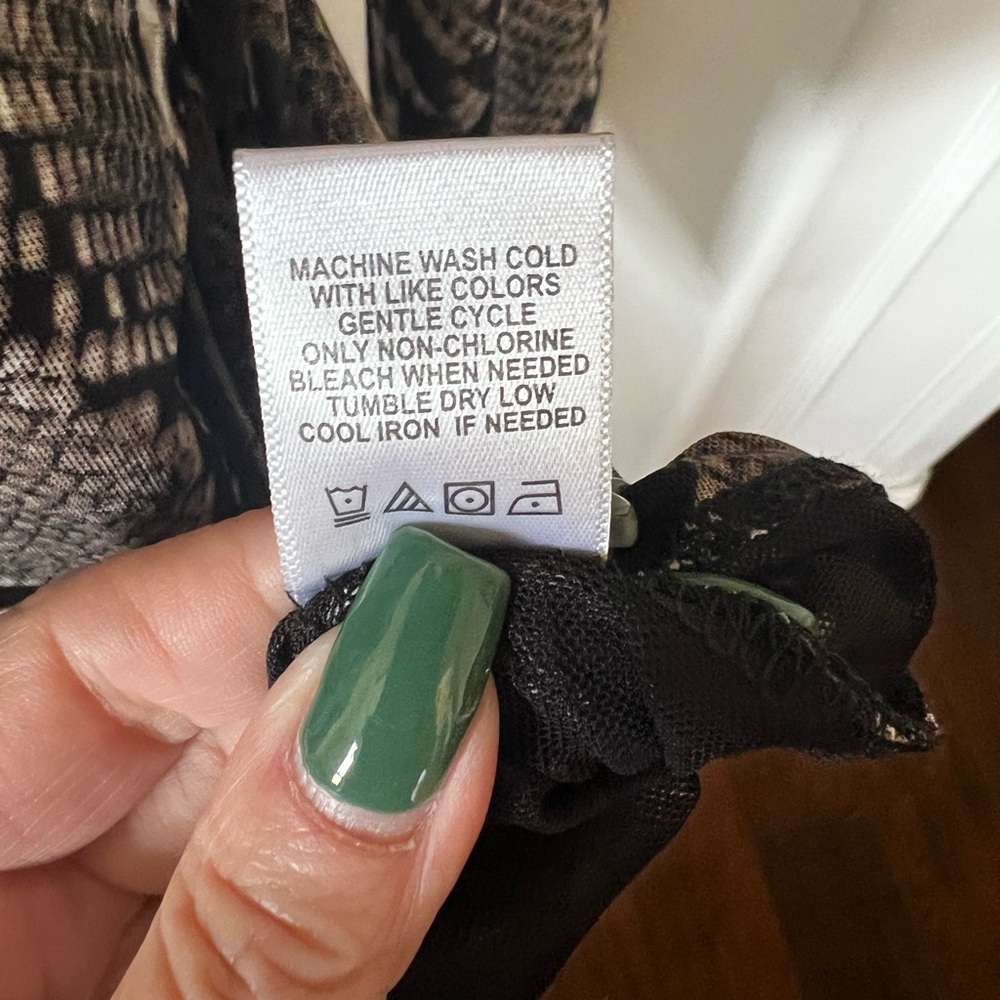 MACHINE WASH COLD
WITH LIKE COLORS
GENTLE CYCLE
ONLY NON-CHLORINE
BLEACH WHEN NEEDED
TUMBLE DRY LOW
COOL IRON IF NEEDED